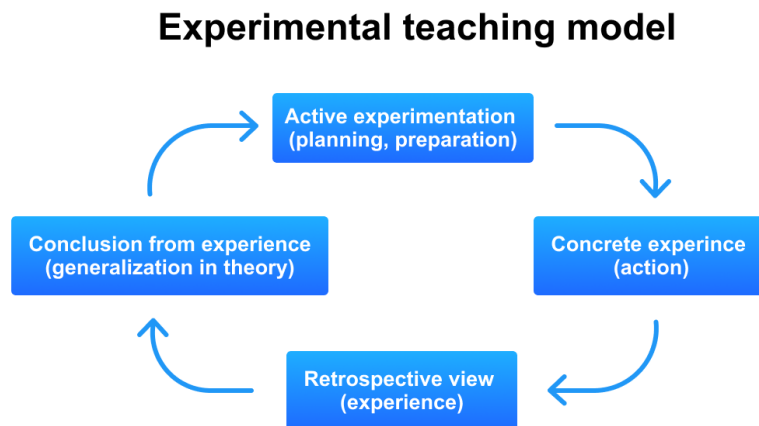 Experimental teaching model
Active experimentation
(planning, preparation)
Conclusion from experience
(generalization in theory)
Concrete experince
(action)
Retrospective view
(experience)